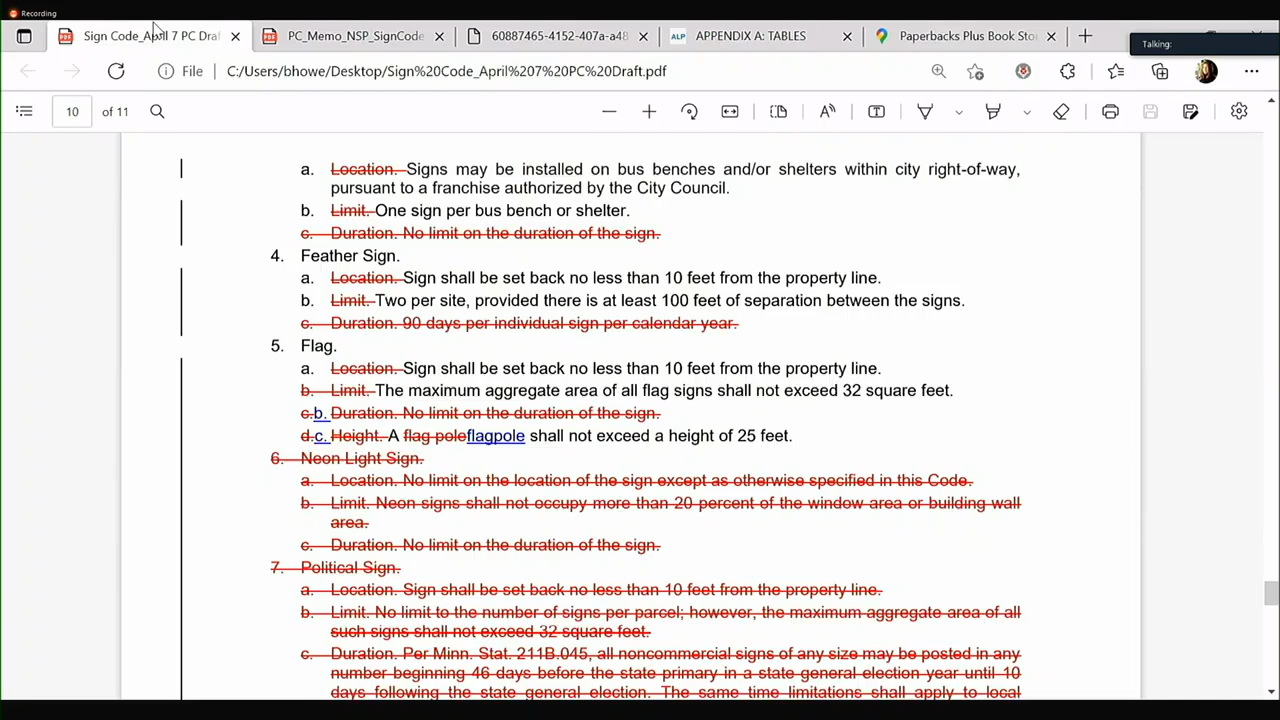 Recording
Sign Code_April 7 PC Draf
PC_Memo_NSP_SignCode
60887465-4152-407a-a48
ALP APPENDIX A: TABLES
Paperbacks Plus Book Sto
Talking:
File C:/Users/bhowe/Desktop/Sign%20Code_April%207%20PC%20Draft.pdf
10 of 11
a. Location. Signs may be installed on bus benches and/or shelters within city right-of-way,
pursuant to a franchise authorized by the City Council.
b. Limit. One sign per bus bench or shelter.
c. Duration. No limit on the duration of the sign.
4. Feather Sign.
a. Location. Sign shall be set back no less than 10 feet from the property line.
b. Limit. Two per site, provided there is at least 100 feet of separation between the signs.
c. Duration. 90 days per individual sign per calendar year.
5. Flag.
a. Location. Sign shall be set back no less than 10 feet from the property line.
b. Limit. The maximum aggregate area of all flag signs shall not exceed 32 square feet.
c.b. Duration. No limit on the duration of the sign.
d.c. Height. A flag poleflagpole shall not exceed a height of 25 feet.
6. Neon Light Sign.
a. Location. No limit on the location of the sign except as otherwise specified in this Code.
b. Limit. Neon signs shall not occupy more than 20 percent of the window area or building wall
area.
c. Duration. No limit on the duration of the sign.
7. Political Sign.
a. Location. Sign shall be set back no less than 10 feet from the property line.
b. Limit. No limit to the number of signs per parcel; however, the maximum aggregate area of all
such signs shall not exceed 32 square feet.
c. Duration. Per Minn. Stat. 211B.045, all noncommercial signs of any size may be posted in any
number beginning 46 days before the state primary in a state general election year until 10
days following the state general election. The same time limitations shall apply to local